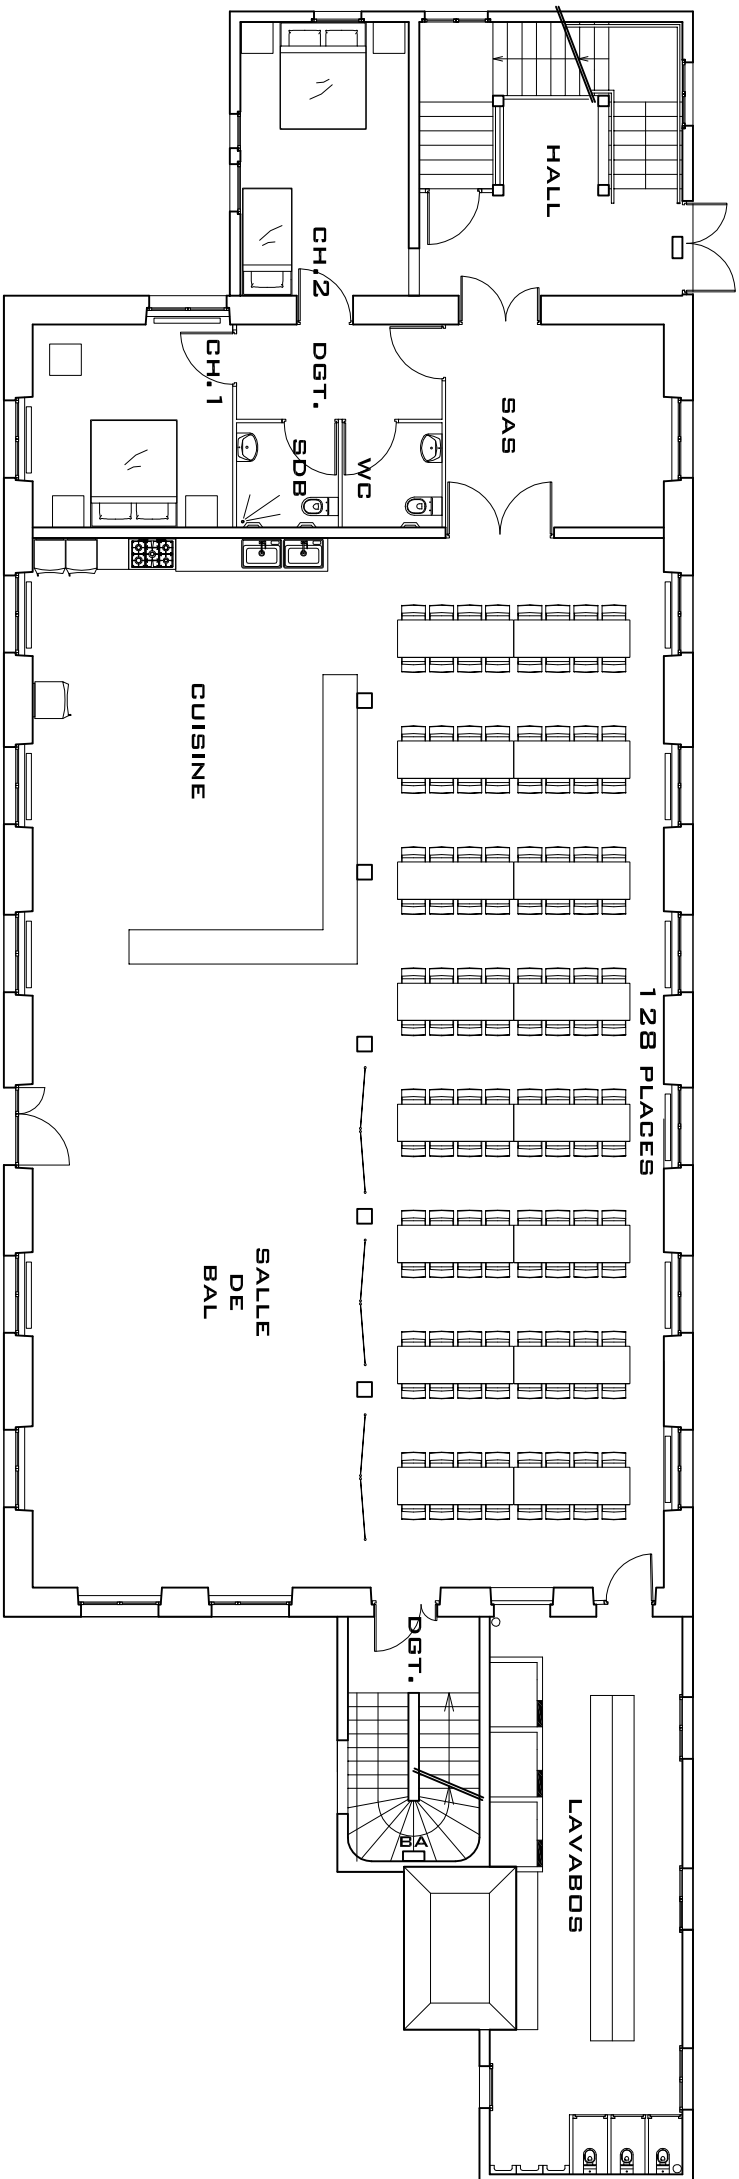 HALL
CH.2
CH.1
DGT.
SAS
SDB
WC
CUISINE
128 PLACES
SALLE
DE
BAL
DGT.
BA
LAVABOS